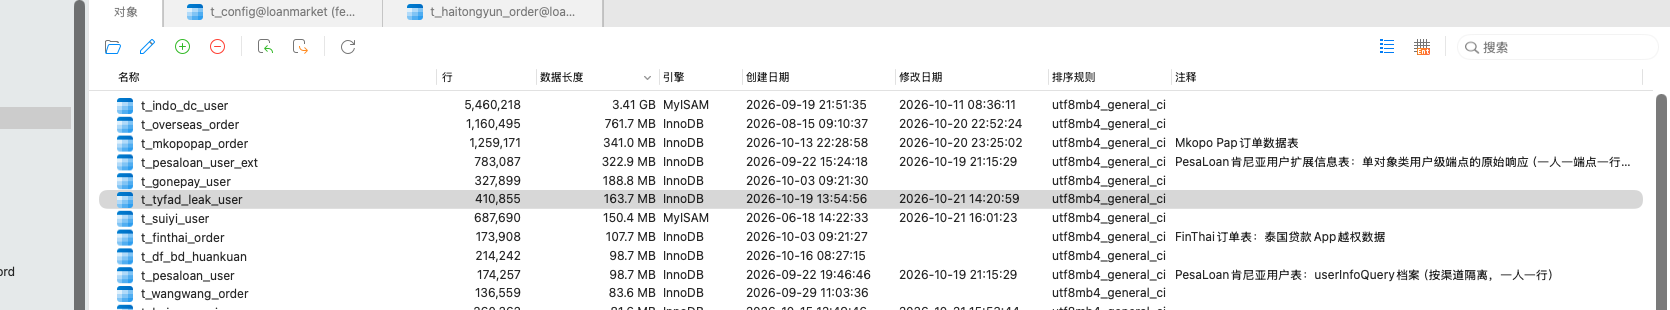 对象 t_config@loanmarket (fe... t_haitongyun_order@loa...
搜索
名称 行 数据长度 引擎 创建日期 修改日期 排序规则 注释
t_indo_dc_user 5,460,218 3.41 GB MyISAM 2026-09-19 21:51:35 2026-10-11 08:36:11 utf8mb4_general_ci
t_overseas_order 1,160,495 761.7 MB InnoDB 2026-08-15 09:10:37 2026-10-20 22:52:24 utf8mb4_general_ci
t_mkopopap_order 1,259,171 341.0 MB InnoDB 2026-10-13 22:28:58 2026-10-20 23:25:02 utf8mb4_general_ci Mkopo Pap 订单数据表
t_pesaloan_user_ext 783,087 322.9 MB InnoDB 2026-09-22 15:24:18 2026-10-19 21:15:29 utf8mb4_general_ci PesaLoan 肯尼亚用户扩展信息表：单对象类用户级端点的原始响应 (一人一端点一行...
t_gonepay_user 327,899 188.8 MB InnoDB 2026-10-03 09:21:30 utf8mb4_general_ci
t_tyfad_leak_user 410,855 163.7 MB InnoDB 2026-10-19 13:54:56 2026-10-21 14:20:59 utf8mb4_general_ci
t_suiyi_user 687,690 150.4 MB MyISAM 2026-06-18 14:22:33 2026-10-21 16:01:23 utf8mb4_general_ci
t_finthai_order 173,908 107.7 MB InnoDB 2026-10-03 09:21:27 utf8mb4_general_ci FinThai 订单表：泰国贷款 App 越权数据
t_df_bd_huankuan 214,242 98.7 MB InnoDB 2026-10-16 08:27:15 utf8mb4_general_ci
ord t_pesaloan_user 174,257 98.7 MB InnoDB 2026-09-22 19:46:46 2026-10-19 21:15:29 utf8mb4_general_ci PesaLoan 肯尼亚用户表：userInfoQuery 档案 (按渠道隔离，一人一行)
t_wangwang_order 136,559 83.6 MB InnoDB 2026-09-29 11:03:36 utf8mb4_general_ci